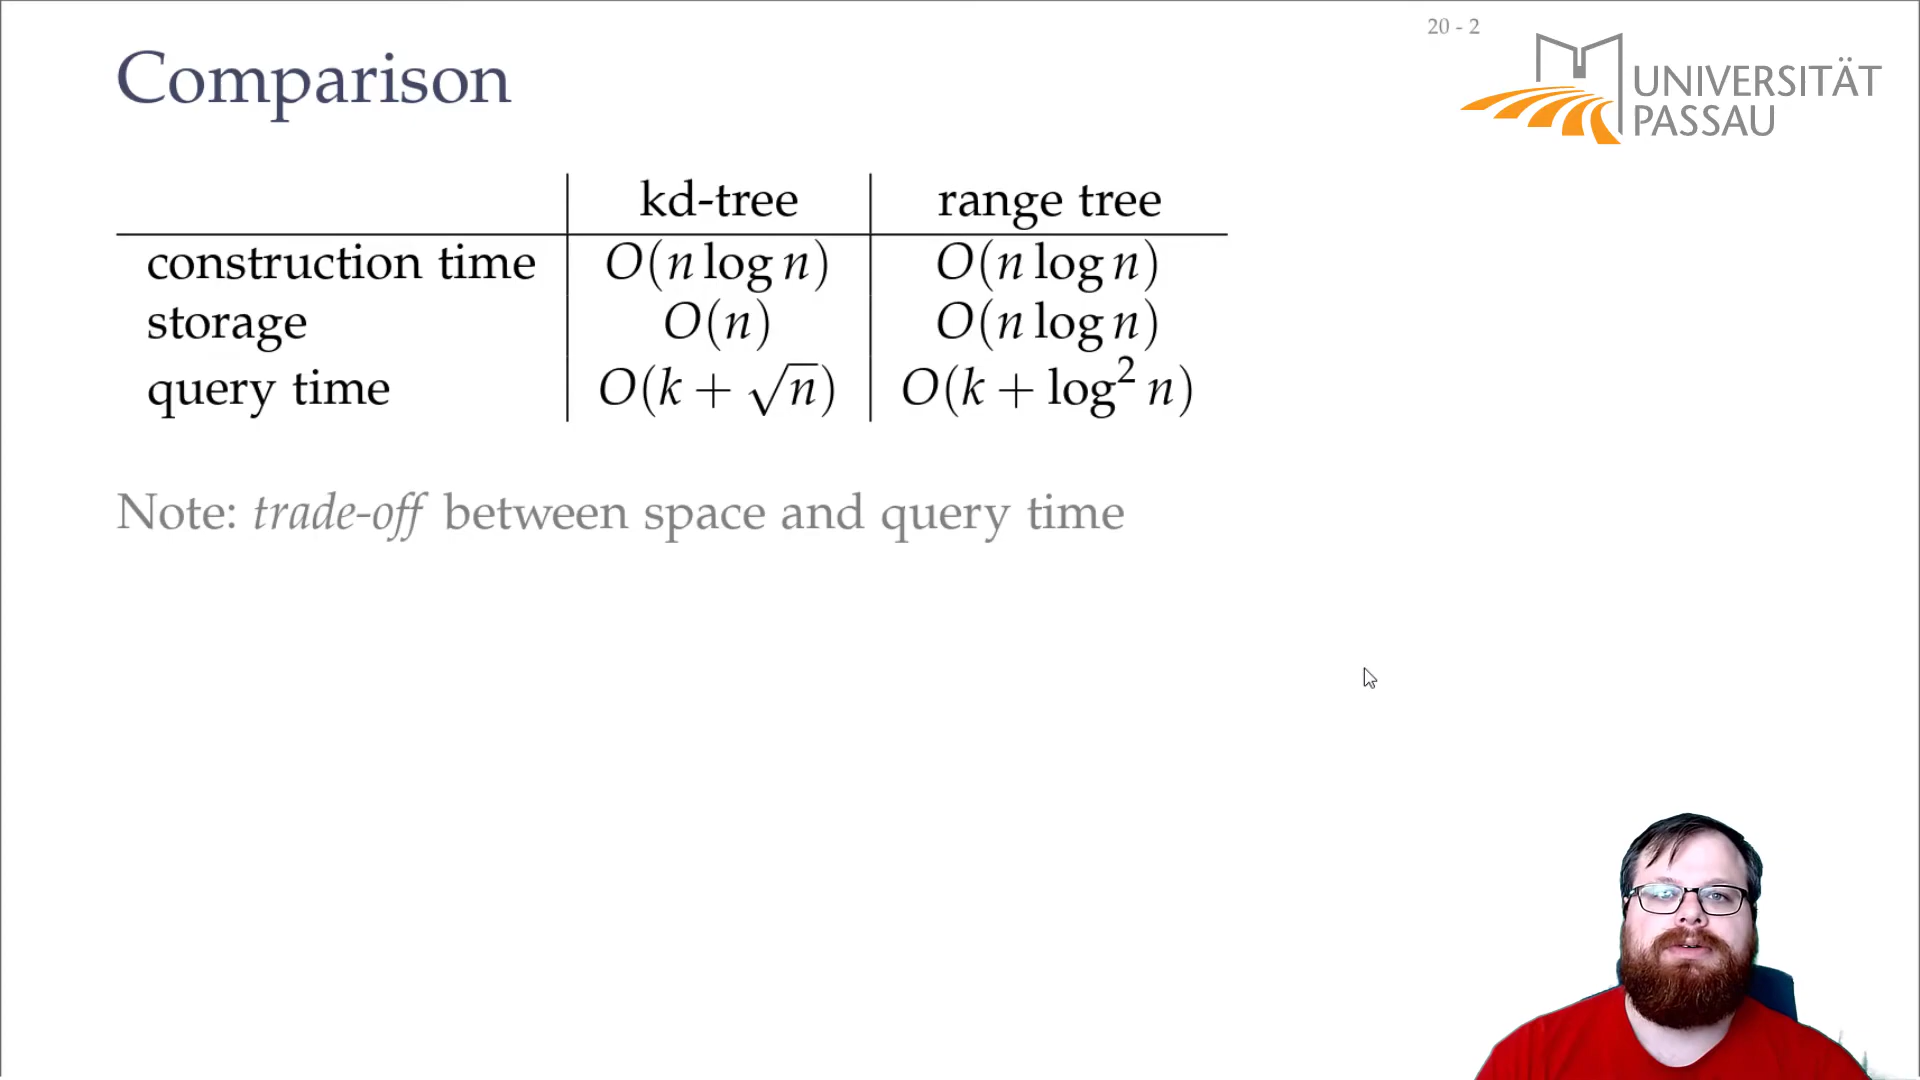 20 - 2
Comparison
UNIVERSITÄT
PASSAU
kd-tree range tree
construction time O(n log n) O(n log n)
storage O(n) O(n log n)
query time O(k + √n) O(k + log² n)
Note: trade-off between space and query time